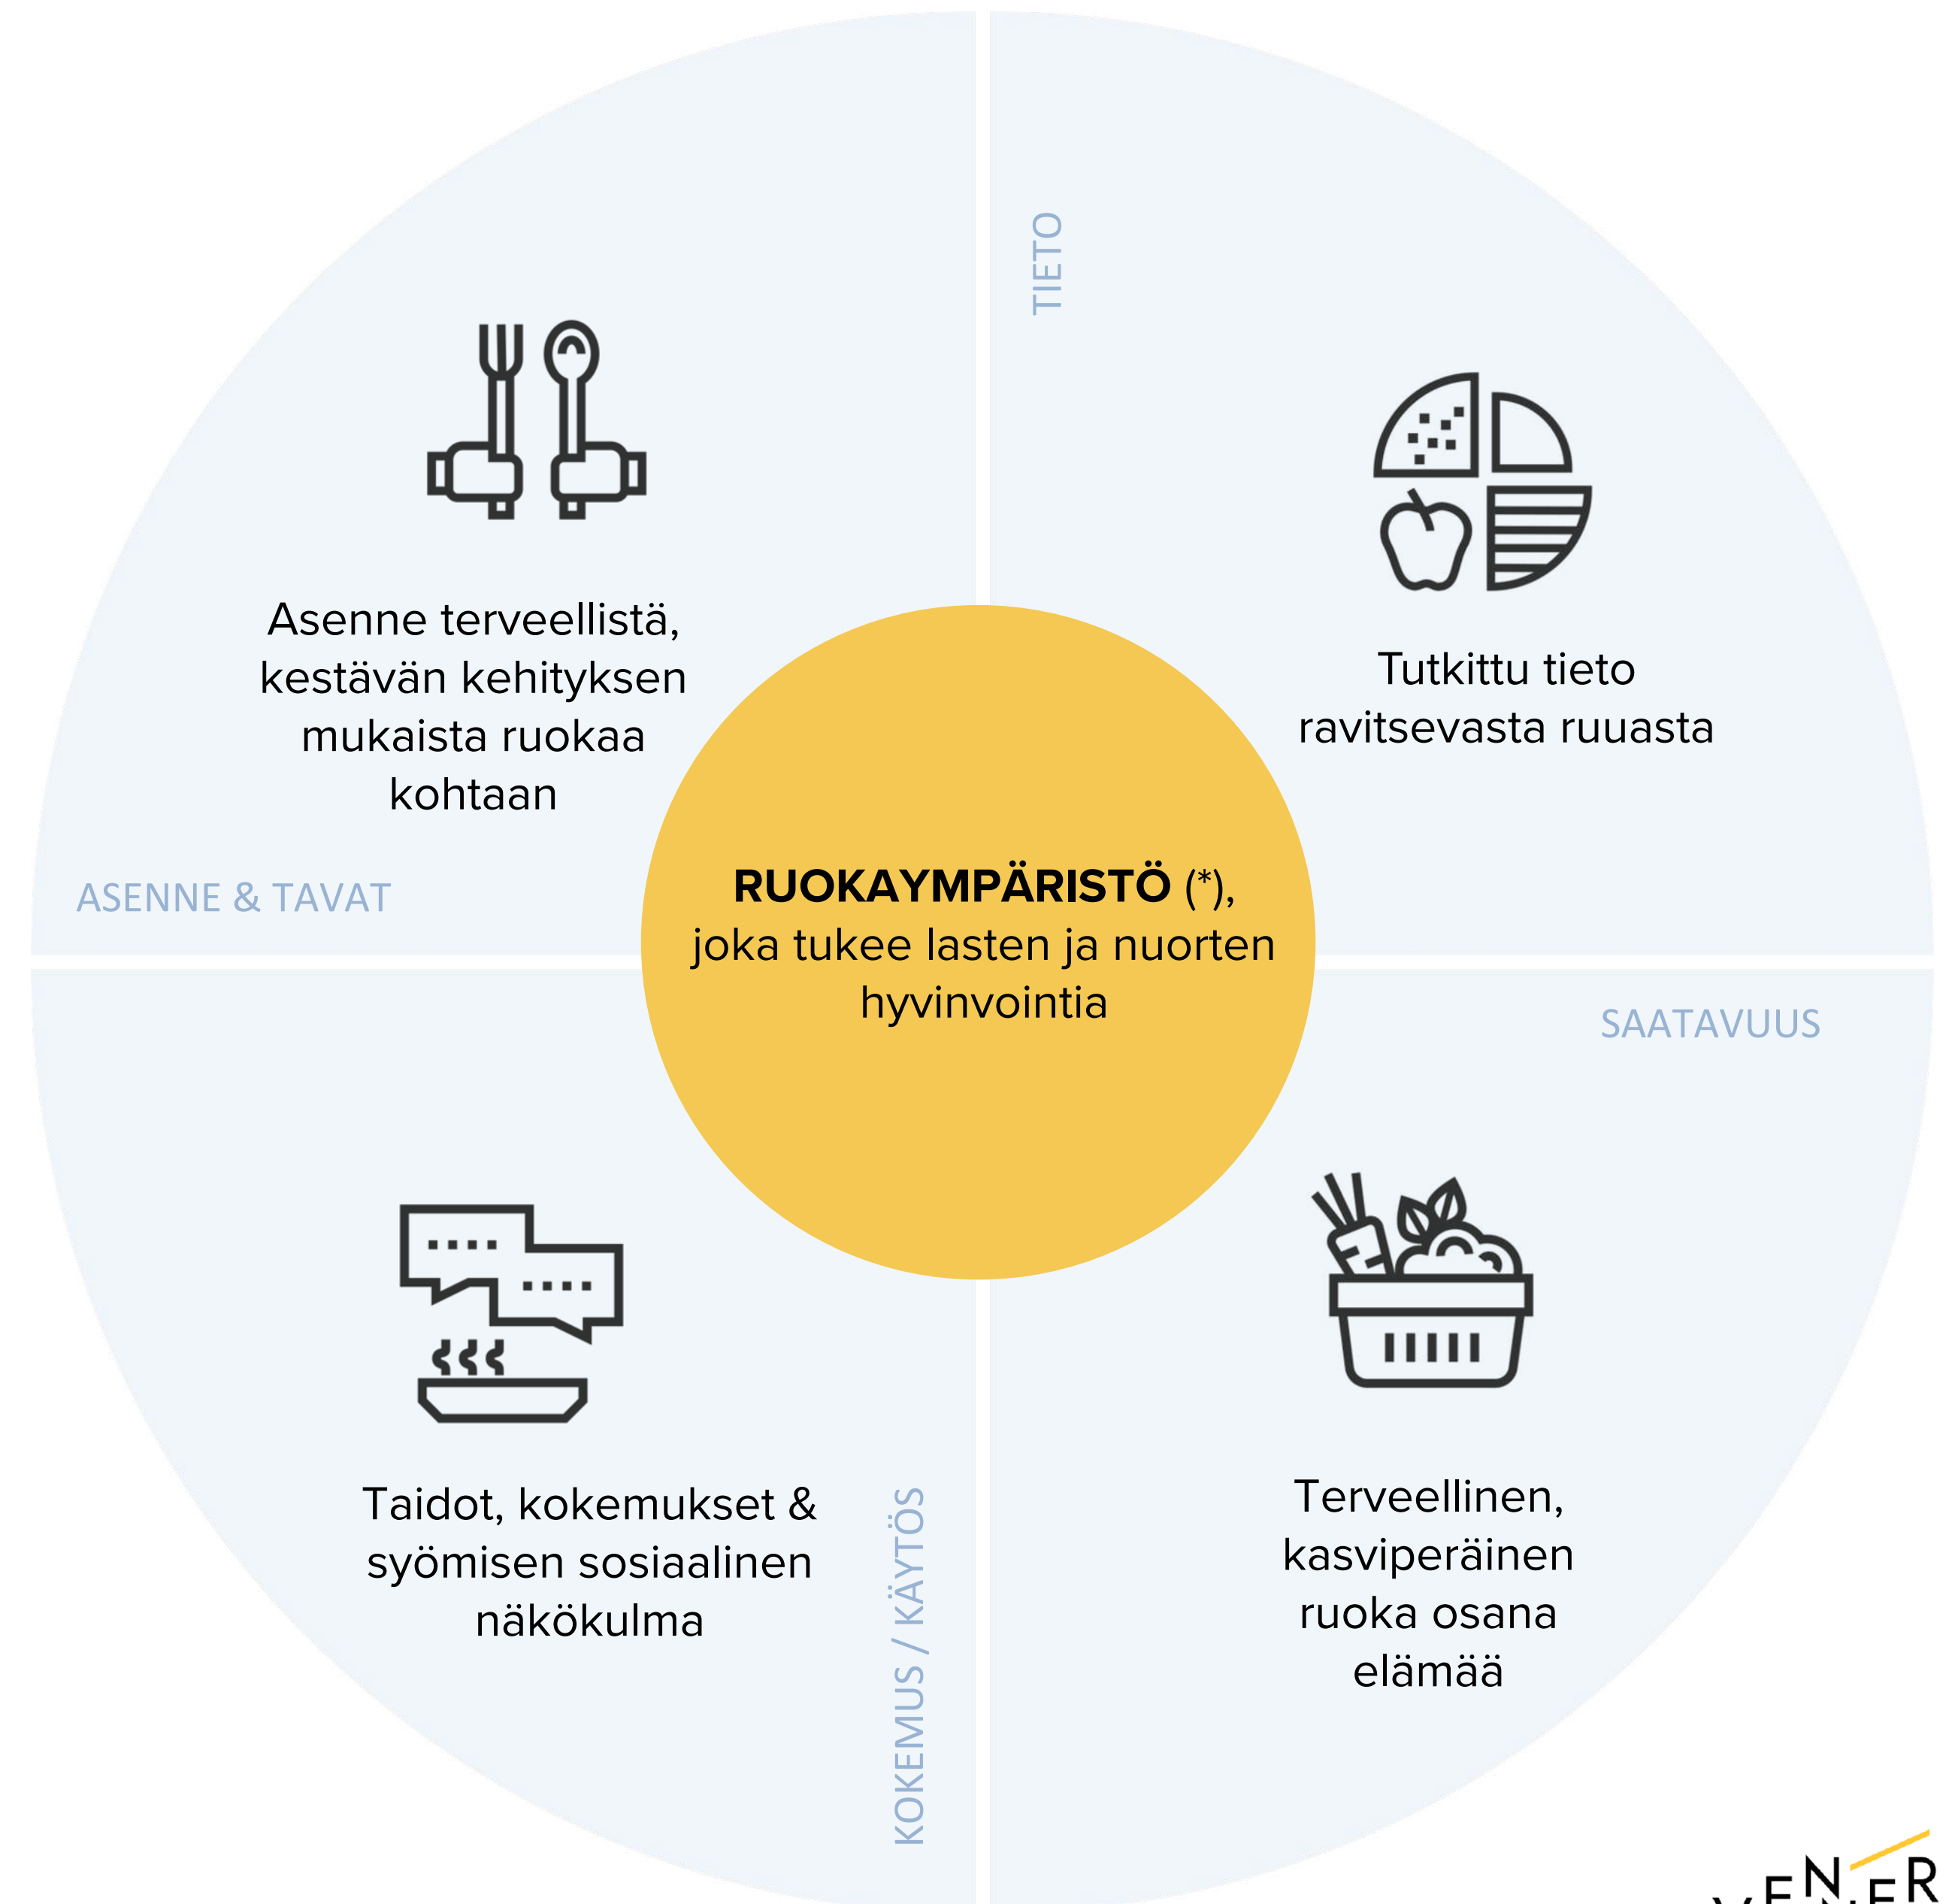 TIETO
Asenne terveellistä,
kestävän kehityksen
mukaista ruokaa
kohtaan
ASENNE & TAVAT
Tutkittu tieto
ravitsevasta ruuasta
RUOKAYMPÄRISTÖ (*),
joka tukee lasten ja nuorten
hyvinvointia
SAATAVUUS
Taidot, kokemukset &
syömisen sosiaalinen
näkökulma
KOKEMUS / KÄYTÖS
Terveellinen,
kasviperäinen
ruoka osana
elämää